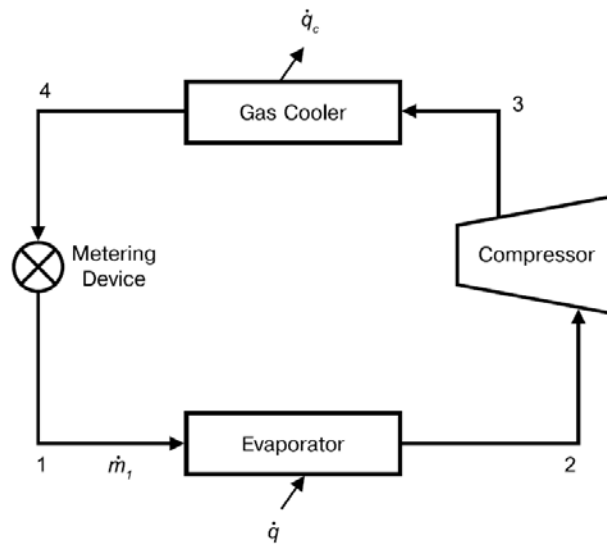 q̇c
4
Gas Cooler
3
Metering
Device
Compressor
1
ṁ1
Evaporator
2
q̇